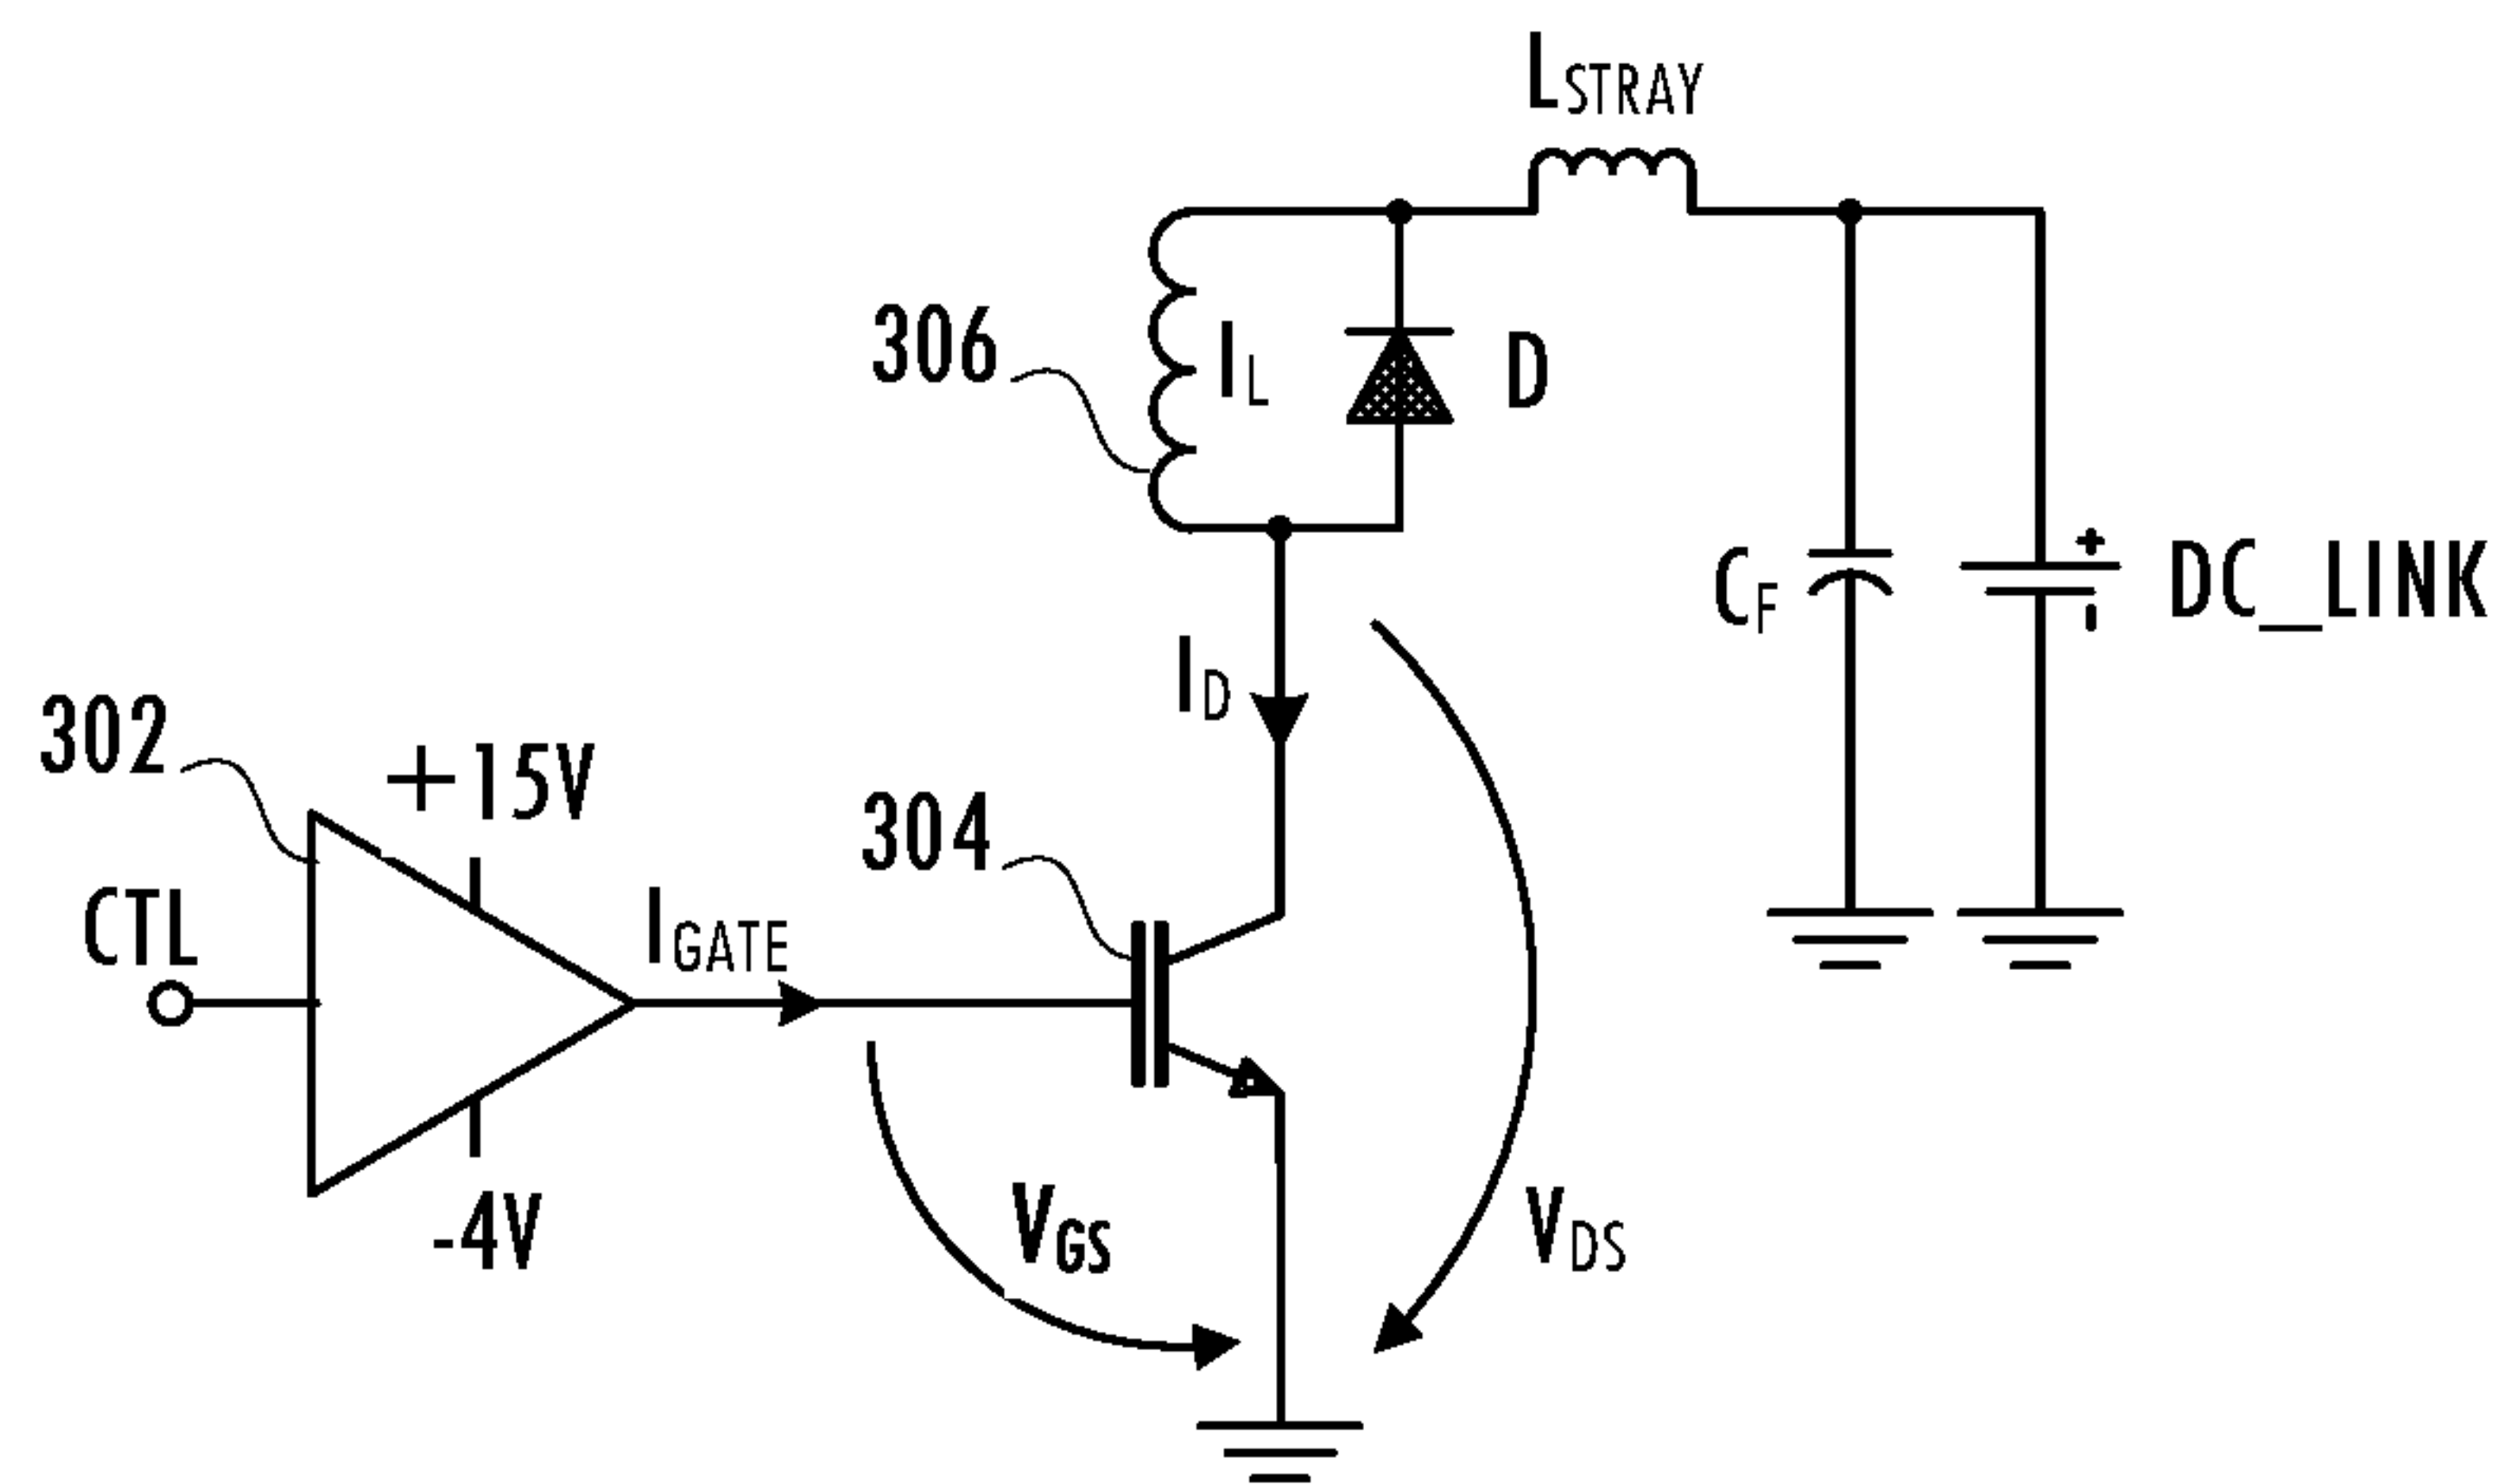 LSTRAY
306
IL
D
CF
+
-
DC_LINK
ID
302
+15V
304
CTL
IGATE
-4V
VGS
VDS